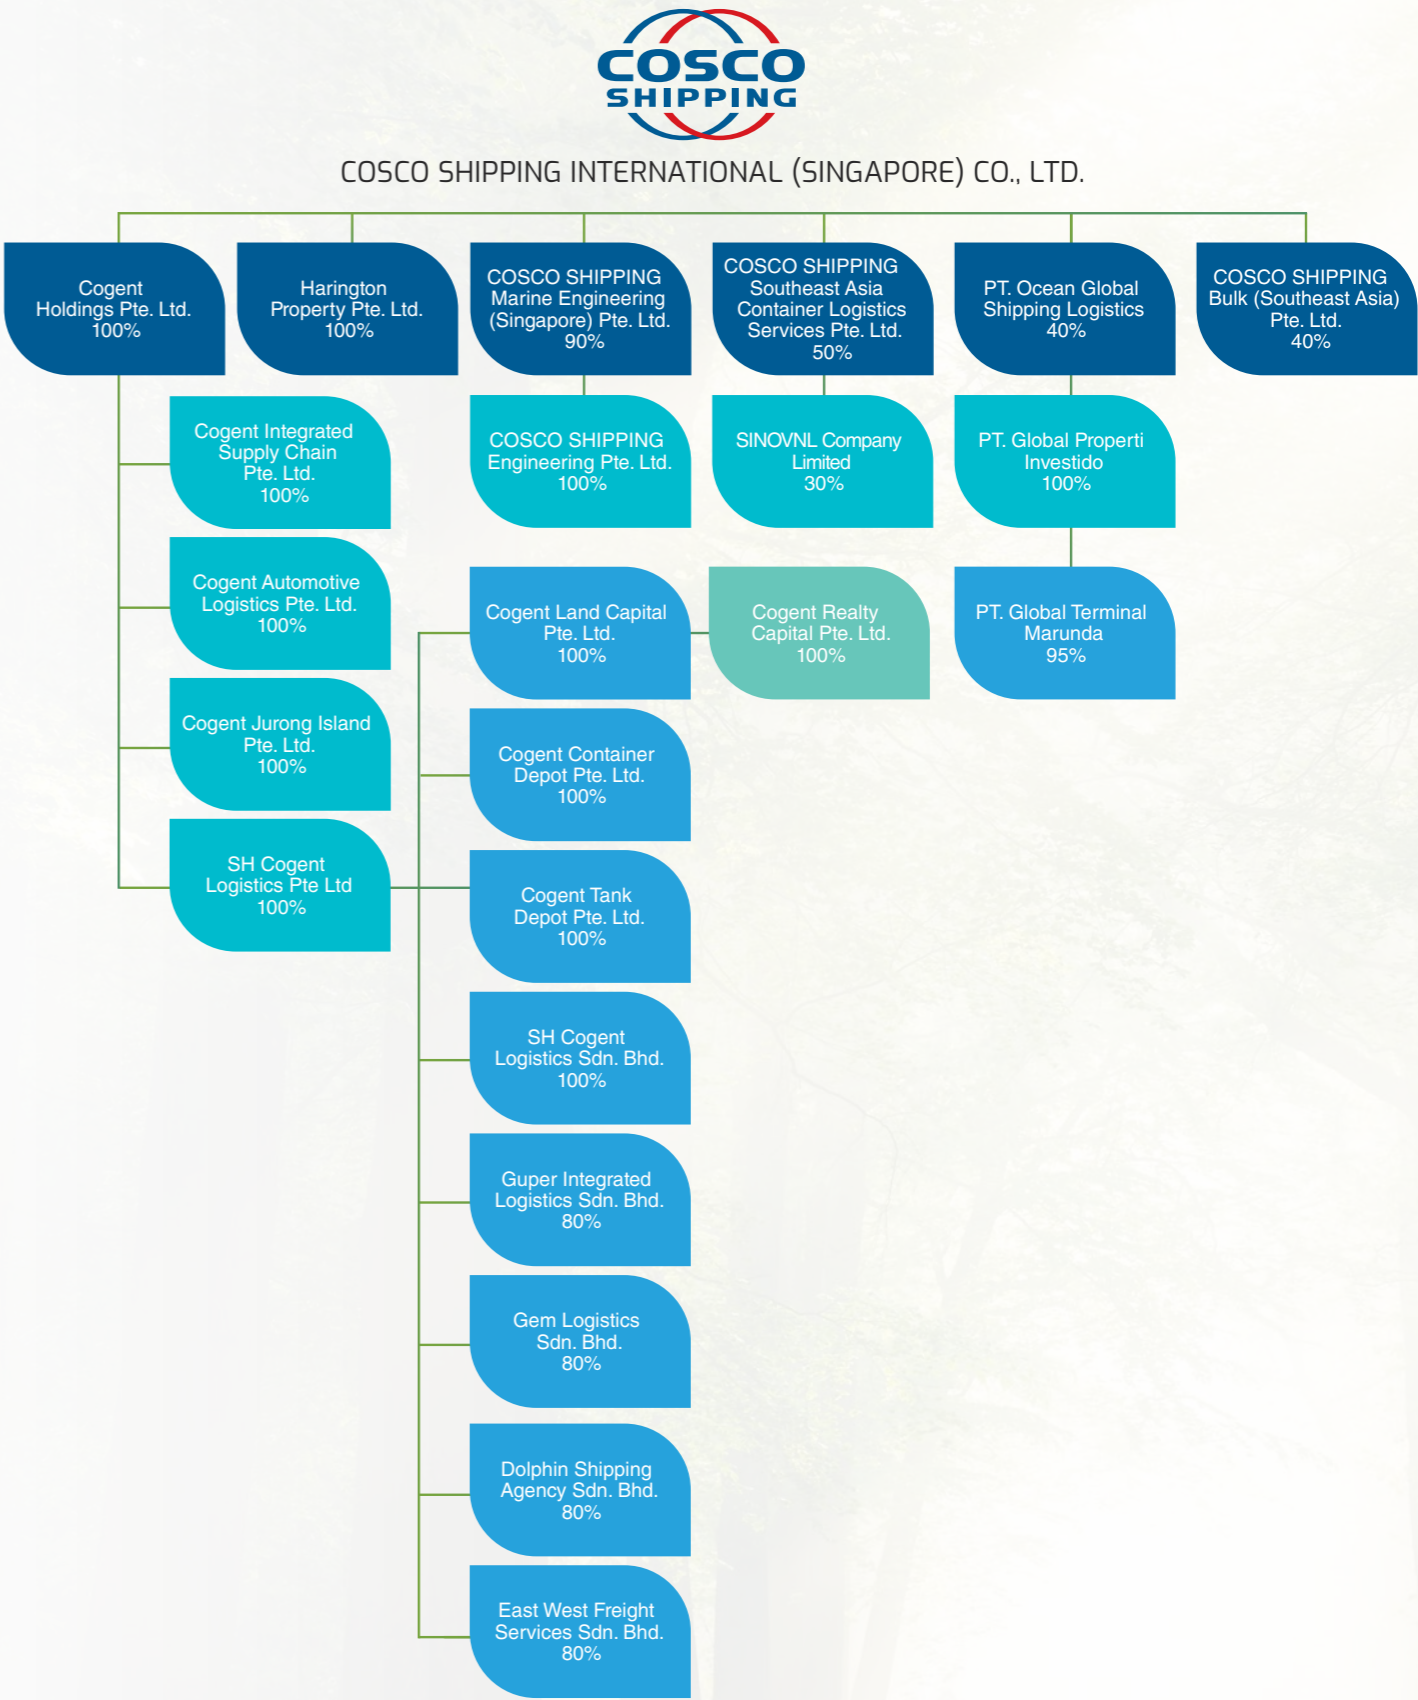 COSCO
SHIPPING
COSCO SHIPPING INTERNATIONAL (SINGAPORE) CO., LTD.
Cogent
Holdings Pte. Ltd.
100%
Harington
Property Pte. Ltd.
100%
COSCO SHIPPING
Marine Engineering
(Singapore) Pte. Ltd.
90%
COSCO SHIPPING
Southeast Asia
Container Logistics
Services Pte. Ltd.
50%
PT. Ocean Global
Shipping Logistics
40%
COSCO SHIPPING
Bulk (Southeast Asia)
Pte. Ltd.
40%
Cogent Integrated
Supply Chain
Pte. Ltd.
100%
COSCO SHIPPING
Engineering Pte. Ltd.
100%
SINOVNL Company
Limited
30%
PT. Global Properti
Investido
100%
Cogent Automotive
Logistics Pte. Ltd.
100%
Cogent Land Capital
Pte. Ltd.
100%
Cogent Realty
Capital Pte. Ltd.
100%
PT. Global Terminal
Marunda
95%
Cogent Jurong Island
Pte. Ltd.
100%
Cogent Container
Depot Pte. Ltd.
100%
SH Cogent
Logistics Pte Ltd
100%
Cogent Tank
Depot Pte. Ltd.
100%
SH Cogent
Logistics Sdn. Bhd.
100%
Guper Integrated
Logistics Sdn. Bhd.
80%
Gem Logistics
Sdn. Bhd.
80%
Dolphin Shipping
Agency Sdn. Bhd.
80%
East West Freight
Services Sdn. Bhd.
80%